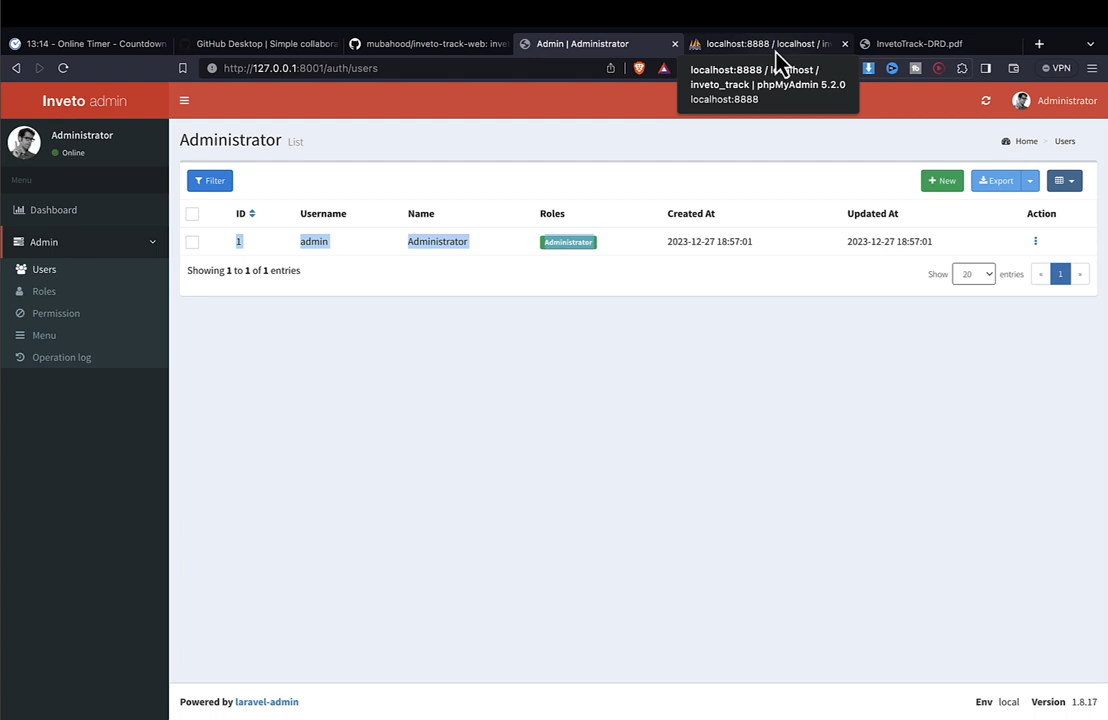 13:14 - Online Timer - Countdown
GitHub Desktop | Simple collabora
mubahood/inveto-track-web: inve
Admin | Administrator
localhost:8888 / localhost / in
InvetoTrack-DRD.pdf
http://127.0.0.1:8001/auth/users
VPN
localhost:8888 / localhost /
inveto_track | phpMyAdmin 5.2.0
localhost:8888
Inveto admin
Administrator
Administrator
Online
Menu
Dashboard
Admin
Users
Roles
Permission
Menu
Operation log
Administrator List
Home > Users
Filter
New
Export
ID Username Name Roles Created At Updated At Action
1 admin Administrator Administrator 2023-12-27 18:57:01 2023-12-27 18:57:01
Showing 1 to 1 of 1 entries
Show 20 entries « 1 »
Powered by laravel-admin
Env local Version 1.8.17